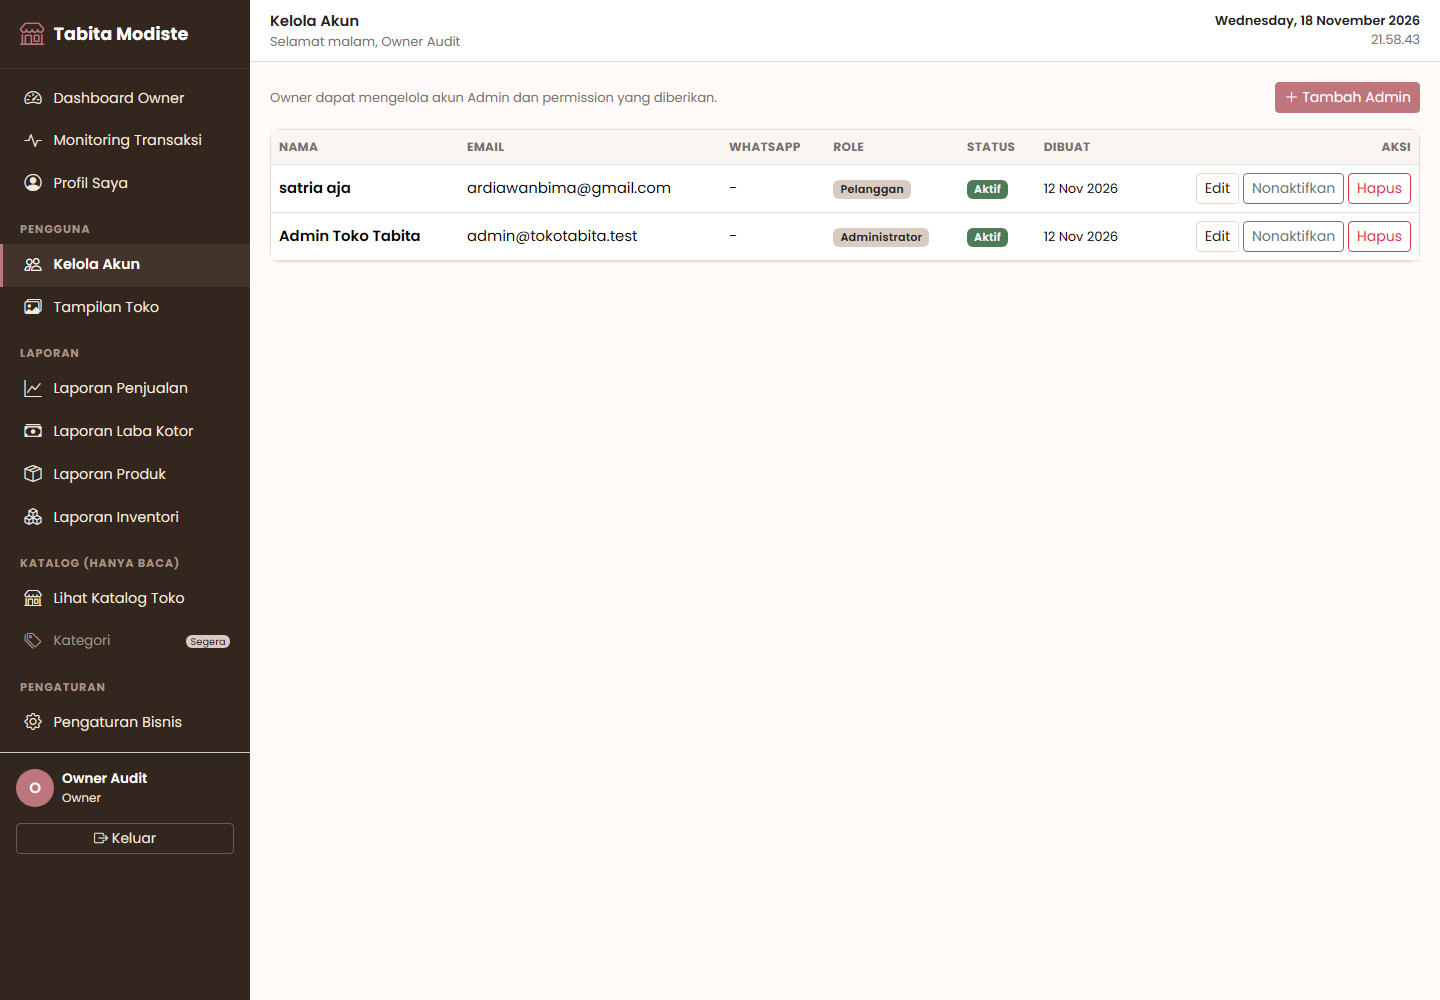 Tabita Modiste
Dashboard Owner
Monitoring Transaksi
Profil Saya
PENGGUNA
Kelola Akun
Tampilan Toko
LAPORAN
Laporan Penjualan
Laporan Laba Kotor
Laporan Produk
Laporan Inventori
KATALOG (HANYA BACA)
Lihat Katalog Toko
Kategori Segera
PENGATURAN
Pengaturan Bisnis
O Owner Audit
Owner
Keluar
Kelola Akun
Selamat malam, Owner Audit
Wednesday, 18 November 2026
21.58.43
Owner dapat mengelola akun Admin dan permission yang diberikan.
+ Tambah Admin
NAMA EMAIL WHATSAPP ROLE STATUS DIBUAT AKSI
satria aja ardiawanbima@gmail.com - Pelanggan Aktif 12 Nov 2026 Edit Nonaktifkan Hapus
Admin Toko Tabita admin@tokotabita.test - Administrator Aktif 12 Nov 2026 Edit Nonaktifkan Hapus